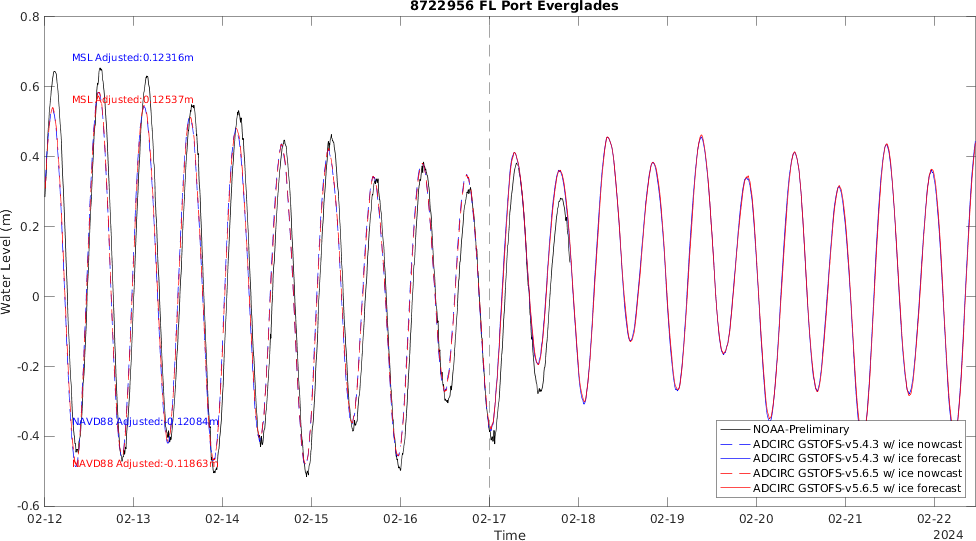 8722956 FL Port Everglades
0.8
MSL Adjusted:0.12316m
0.6
MSL Adjusted:0.12537m
0.4
0.2
Water Level (m)
0
-0.2
NAVD88 Adjusted:-0.12084m
-0.4
NOAA-Preliminary
ADCIRC GSTOFS-v5.4.3 w/ ice nowcast
NAVD88 Adjusted:-0.11863m
ADCIRC GSTOFS-v5.4.3 w/ ice forecast
ADCIRC GSTOFS-v5.6.5 w/ ice nowcast
ADCIRC GSTOFS-v5.6.5 w/ ice forecast
-0.6
02-12 02-13 02-14 02-15 02-16 02-17 02-18 02-19 02-20 02-21 02-22
Time
2024